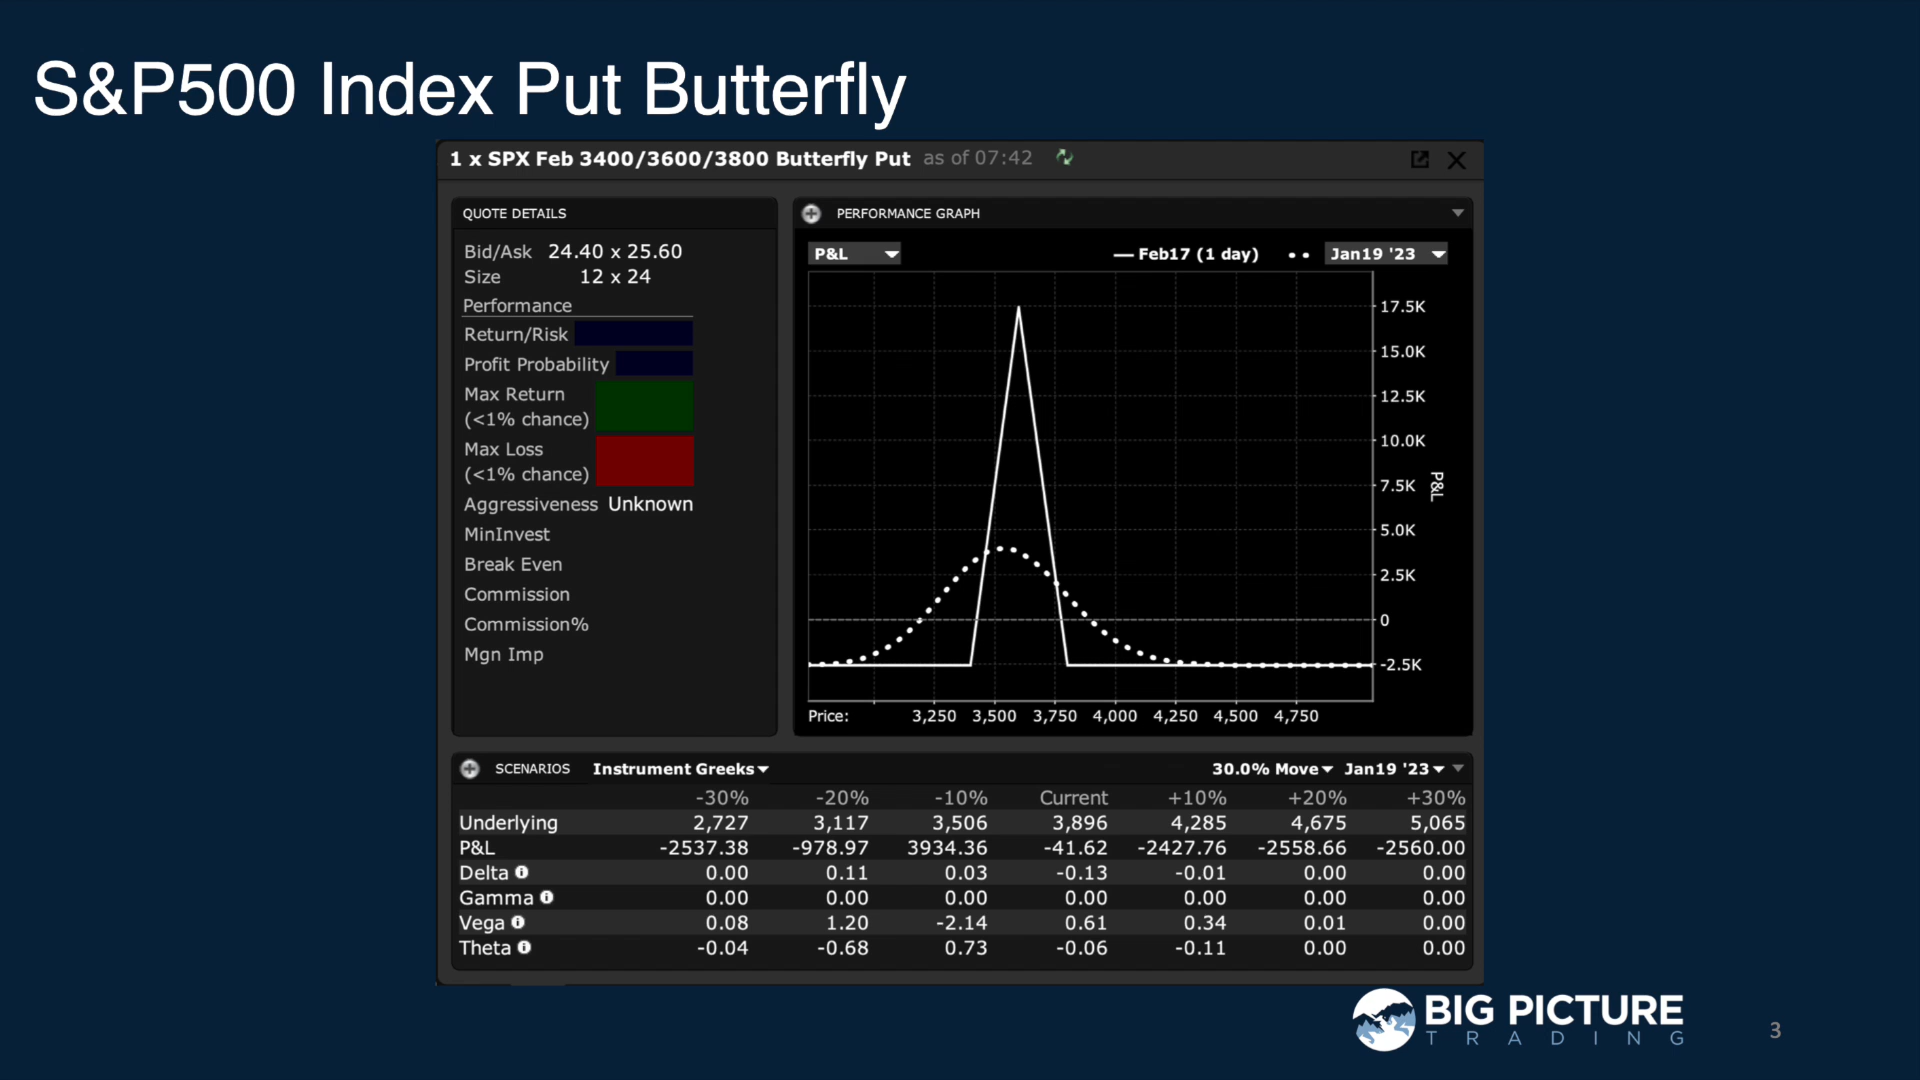 S&P500 Index Put Butterfly
1 x SPX Feb 3400/3600/3800 Butterfly Put as of 07:42
QUOTE DETAILS
Bid/Ask 24.40 x 25.60
Size 12 x 24
Performance
Return/Risk
Profit Probability
Max Return
(<1% chance)
Max Loss
(<1% chance)
Aggressiveness Unknown
MinInvest
Break Even
Commission
Commission%
Mgn Imp
PERFORMANCE GRAPH
P&L Feb17 (1 day) Jan19 '23
17.5K
15.0K
12.5K
10.0K
7.5K
5.0K
2.5K
0
-2.5K
P&L
Price: 3,250 3,500 3,750 4,000 4,250 4,500 4,750
SCENARIOS Instrument Greeks 30.0% Move Jan19 '23
-30% -20% -10% Current +10% +20% +30%
Underlying 2,727 3,117 3,506 3,896 4,285 4,675 5,065
P&L -2537.38 -978.97 3934.36 -41.62 -2427.76 -2558.66 -2560.00
Delta 0.00 0.11 0.03 -0.13 -0.01 0.00 0.00
Gamma 0.00 0.00 0.00 0.00 0.00 0.00 0.00
Vega 0.08 1.20 -2.14 0.61 0.34 0.01 0.00
Theta -0.04 -0.68 0.73 -0.06 -0.11 0.00 0.00
BIG PICTURE
TRADING
3